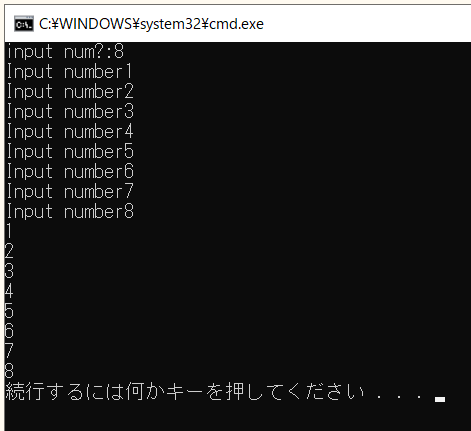 C:¥WINDOWS¥system32¥cmd.exe
input num?:8
Input number1
Input number2
Input number3
Input number4
Input number5
Input number6
Input number7
Input number8
1
2
3
4
5
6
7
8
続行するには何かキーを押してください . . .